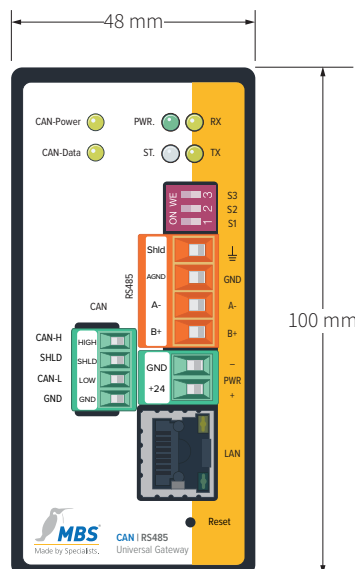 48 mm
CAN-Power PWR. RX
CAN-Data ST. TX
ON WE
1 2 3
S3
S2
S1
RS485
Shld
AGND GND
A- A-
B+ B+
100 mm
CAN
CAN-H HIGH
SHLD SHLD
CAN-L LOW
GND GND
GND –
+24 PWR
+
LAN
Reset
MBS®
Made by Specialists.
CAN | RS485
Universal Gateway